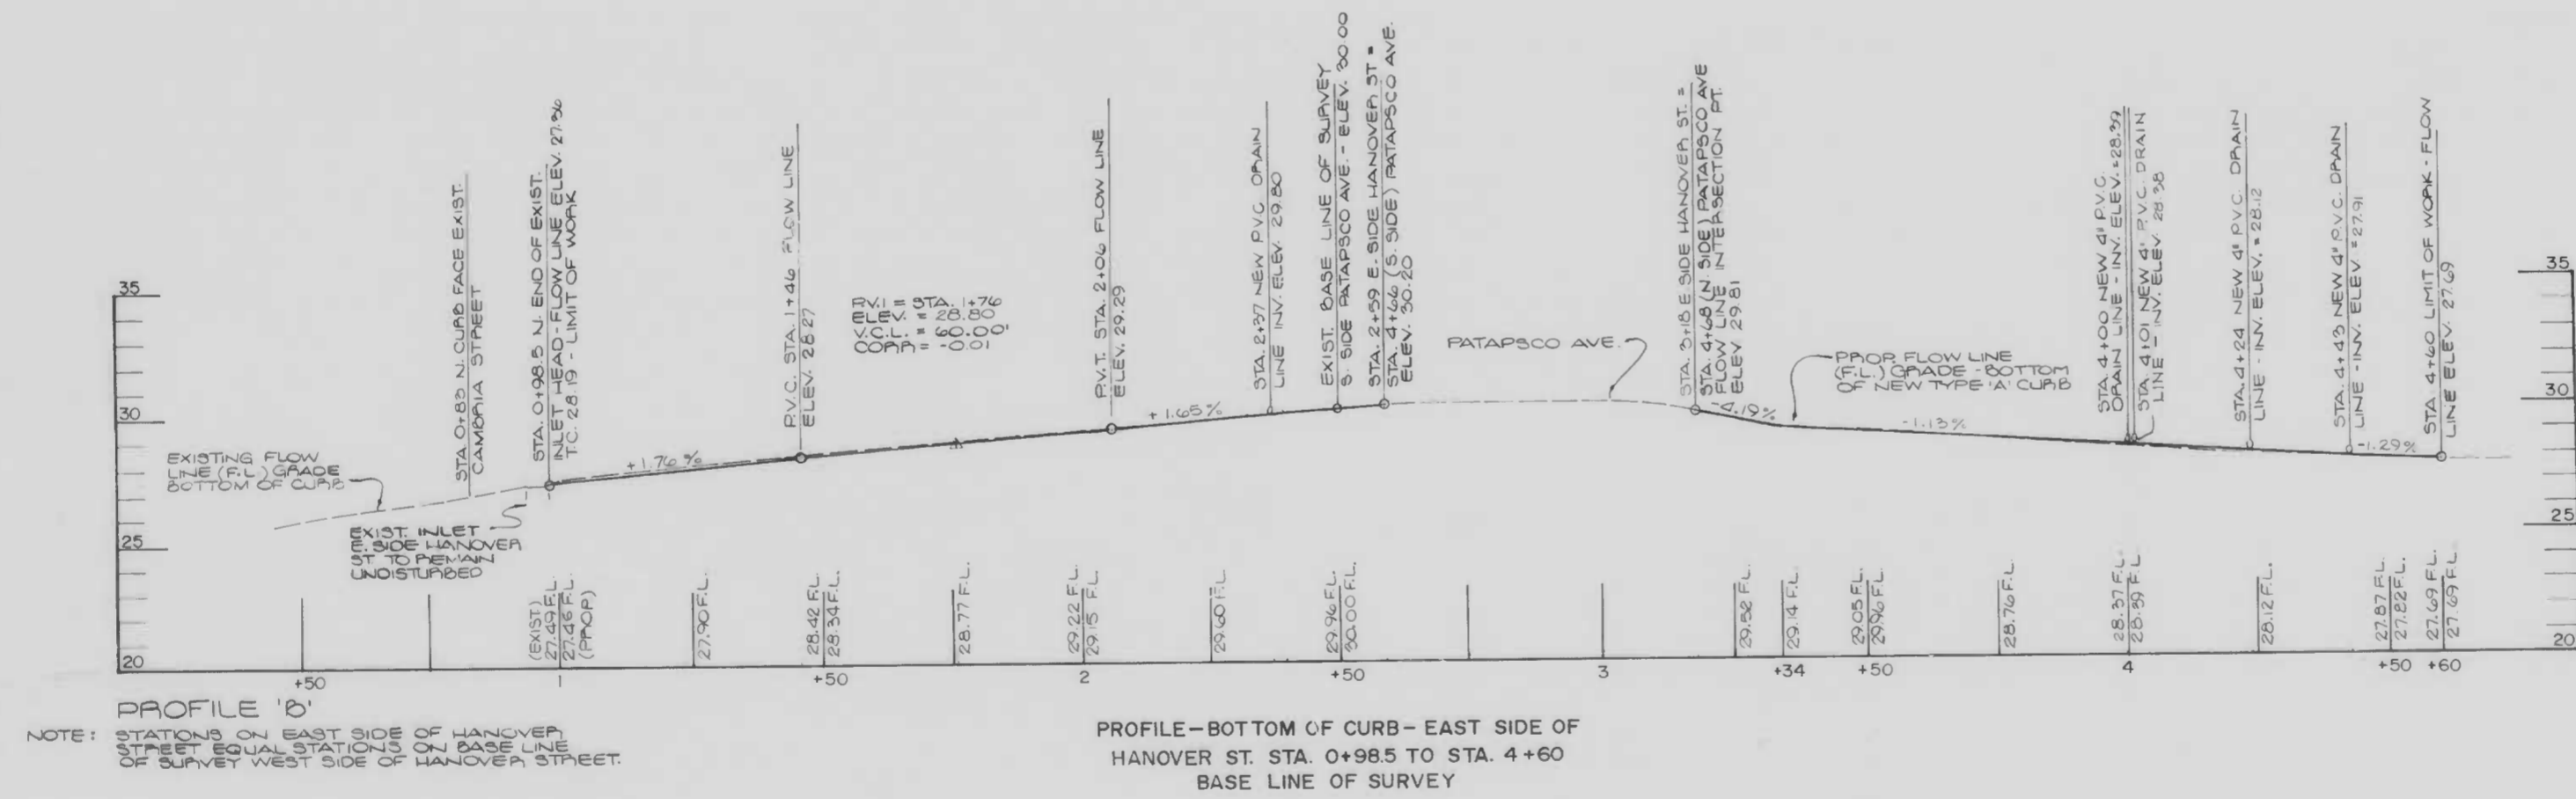 STA. 0+83 N. CURB FACE EXIST.
CAMBRIA STREET
STA. 0+98.5 N. END OF EXIST.
INLET HEAD - FLOW LINE ELEV. 27.36
T.C. 28.19 - LIMIT OF WORK
P.V.C. STA. 1+46 FLOW LINE
ELEV. 28.27
P.V.I = STA. 1+76
ELEV. = 28.80
V.C.L. = 60.00'
CORR = -0.01
P.V.T. STA. 2+06 FLOW LINE
ELEV. 29.29
STA. 2+37 NEW P.V.C. DRAIN
LINE INV. ELEV. 29.80
EXIST. BASE LINE OF SURVEY
S. SIDE PATAPSCO AVE. - ELEV. 30.00
STA. 2+59 E. SIDE HANOVER ST =
STA. 4+66 (S. SIDE) PATAPSCO AVE.
ELEV. 30.20
PATAPSCO AVE.
STA. 3+18 E. SIDE HANOVER ST. =
STA. 4+68 (N. SIDE) PATAPSCO AVE
FLOW LINE INTERSECTION PT.
ELEV. 29.81
PROP. FLOW LINE
(F.L.) GRADE - BOTTOM
OF NEW TYPE 'A' CURB
STA. 4+00 NEW 4" P.V.C.
DRAIN LINE - INV. ELEV. = 28.39
STA. 4+01 NEW 4" P.V.C. DRAIN
LINE - INV. ELEV. 28.38
STA. 4+24 NEW 4" P.V.C. DRAIN
LINE - INV. ELEV. = 28.12
STA. 4+43 NEW 4" P.V.C. DRAIN
LINE - INV. ELEV. = 27.91
STA. 4+60 LIMIT OF WORK - FLOW
LINE ELEV. 27.69
35
30
25
20
35
30
25
20
EXISTING FLOW
LINE (F.L.) GRADE
BOTTOM OF CURB
EXIST. INLET
E. SIDE HANOVER
ST. TO REMAIN
UNDISTURBED
+1.76 %
+1.65 %
-4.19%
-1.13%
-1.29%
(EXIST)
27.49 F.L.
27.46 F.L.
(PROP)
27.90 F.L.
28.42 F.L.
28.34 F.L.
28.77 F.L.
29.22 F.L.
29.15 F.L.
29.60 F.L.
29.96 F.L.
30.00 F.L.
29.52 F.L.
29.14 F.L.
29.05 F.L.
29.96 F.L.
28.76 F.L.
28.37 F.L.
28.39 F.L
28.12 F.L.
27.87 F.L.
27.82 F.L.
27.69 F.L.
27.69 F.L
+50 1 +50 2 +50 3 +34 +50 4 +50 +60
PROFILE 'B'
NOTE: STATIONS ON EAST SIDE OF HANOVER
STREET EQUAL STATIONS ON BASE LINE
OF SURVEY WEST SIDE OF HANOVER STREET.
PROFILE-BOTTOM OF CURB-EAST SIDE OF
HANOVER ST. STA. 0+98.5 TO STA. 4+60
BASE LINE OF SURVEY